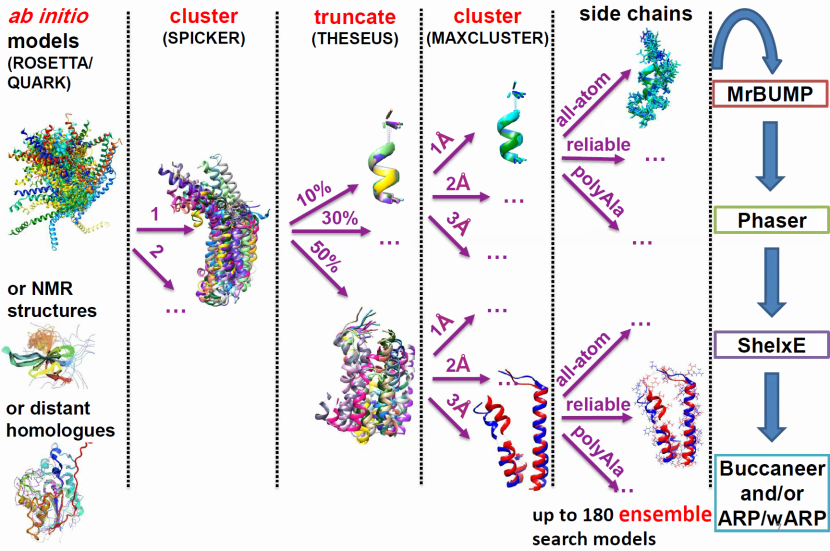 ab initio
models
(ROSETTA/
QUARK)
or NMR
structures
or distant
homologues
cluster
(SPICKER)
1
2
...
truncate
(THESEUS)
10%
30%
...
50%
cluster
(MAXCLUSTER)
1Å
2Å
...
3Å
...
1Å
...
2Å
...
3Å
side chains
all-atom
reliable
...
polyAla
...
all-atom
...
reliable
polyAla
...
up to 180 ensemble
search models
MrBUMP
Phaser
ShelxE
Buccaneer
and/or
ARP/wARP